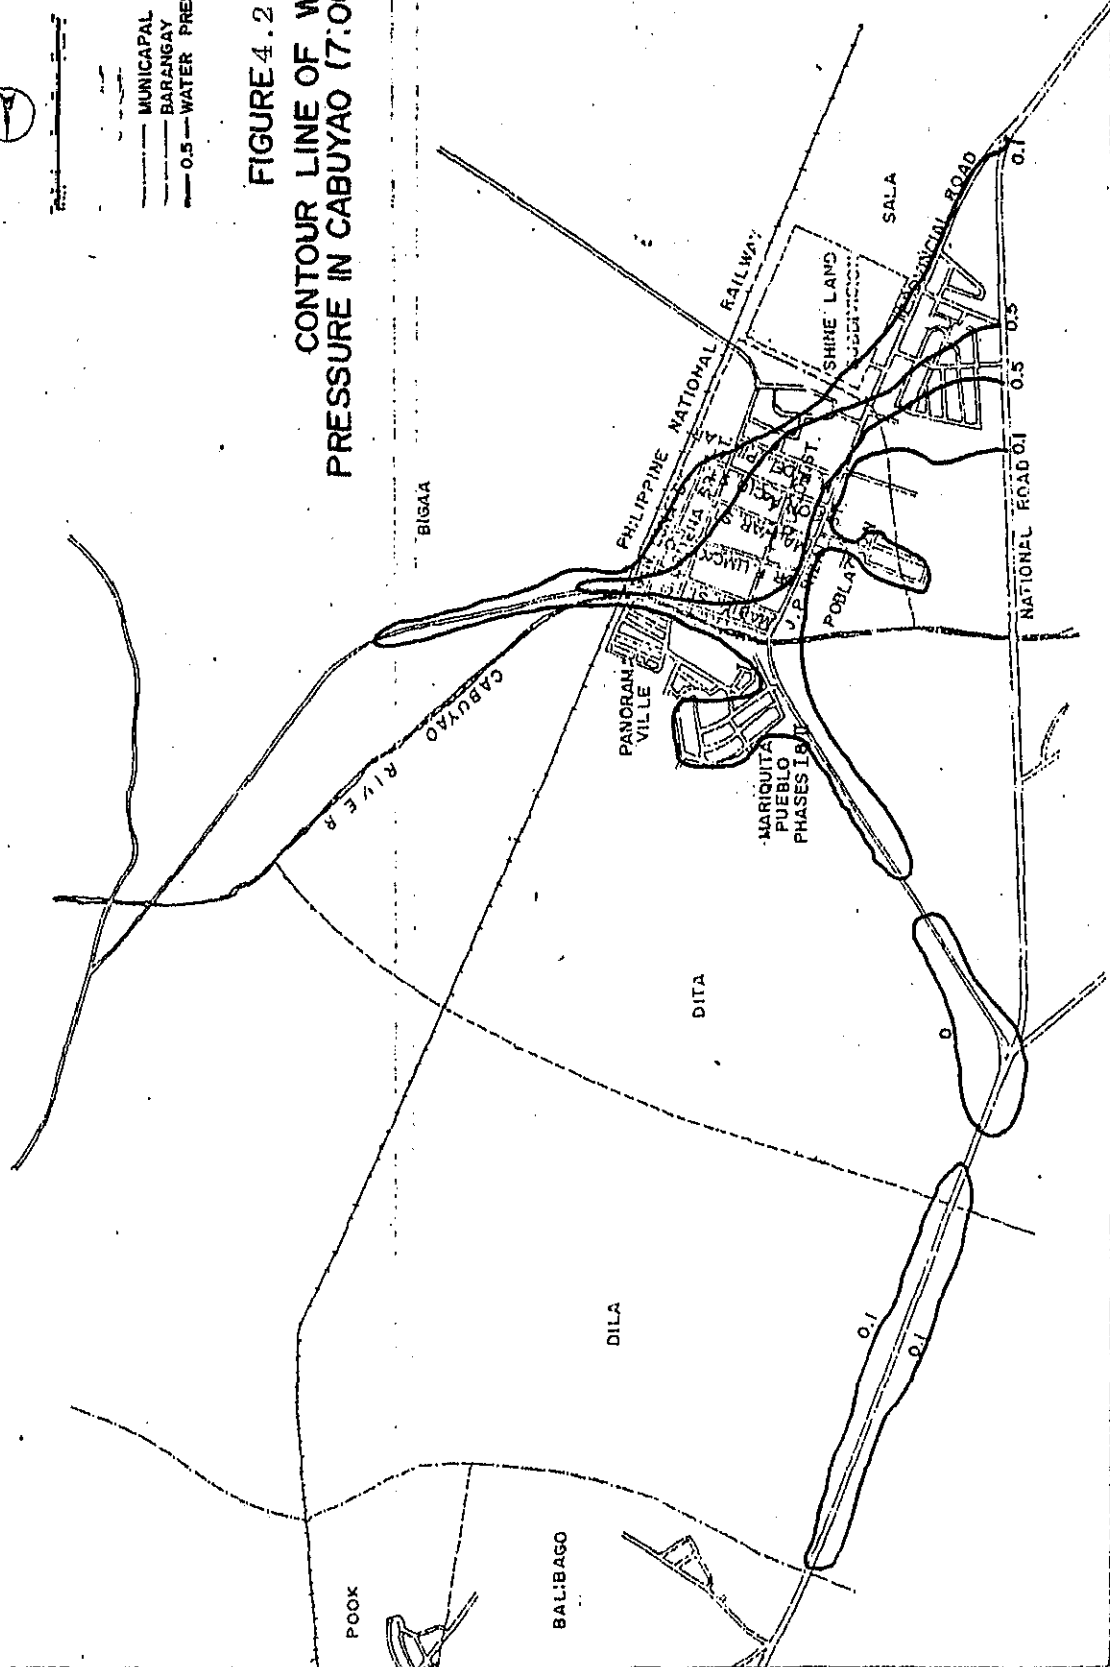 MUNICAPAL
BARANGAY
0.5 WATER PRE
FIGURE 4.2
CONTOUR LINE OF W
PRESSURE IN CABUYAO (7:0
BIGAA
PHILIPPINE NATIONAL RAILWAY
SALA
SHINE LAND
SUBDIVISION
PROVINCIAL ROAD
0.1
0.5
0.5
0.1
NATIONAL ROAD
CABUYAO
RIVER
PANORAMA
VILLE
MARIQUITA
PUEBLO
PHASES I & II
DITA
0
DILA
0.1
0.1
POOK
BALIBAGO